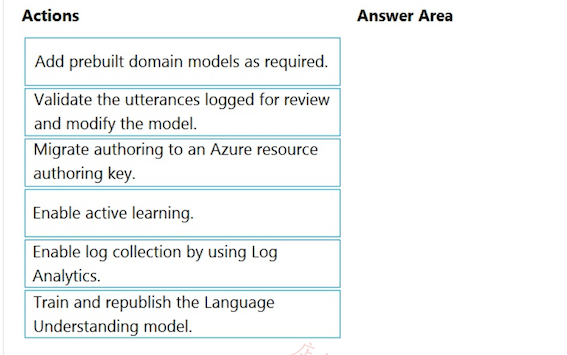 Actions
Answer Area
Add prebuilt domain models as required.
Validate the utterances logged for review
and modify the model.
Migrate authoring to an Azure resource
authoring key.
Enable active learning.
Enable log collection by using Log
Analytics.
Train and republish the Language
Understanding model.